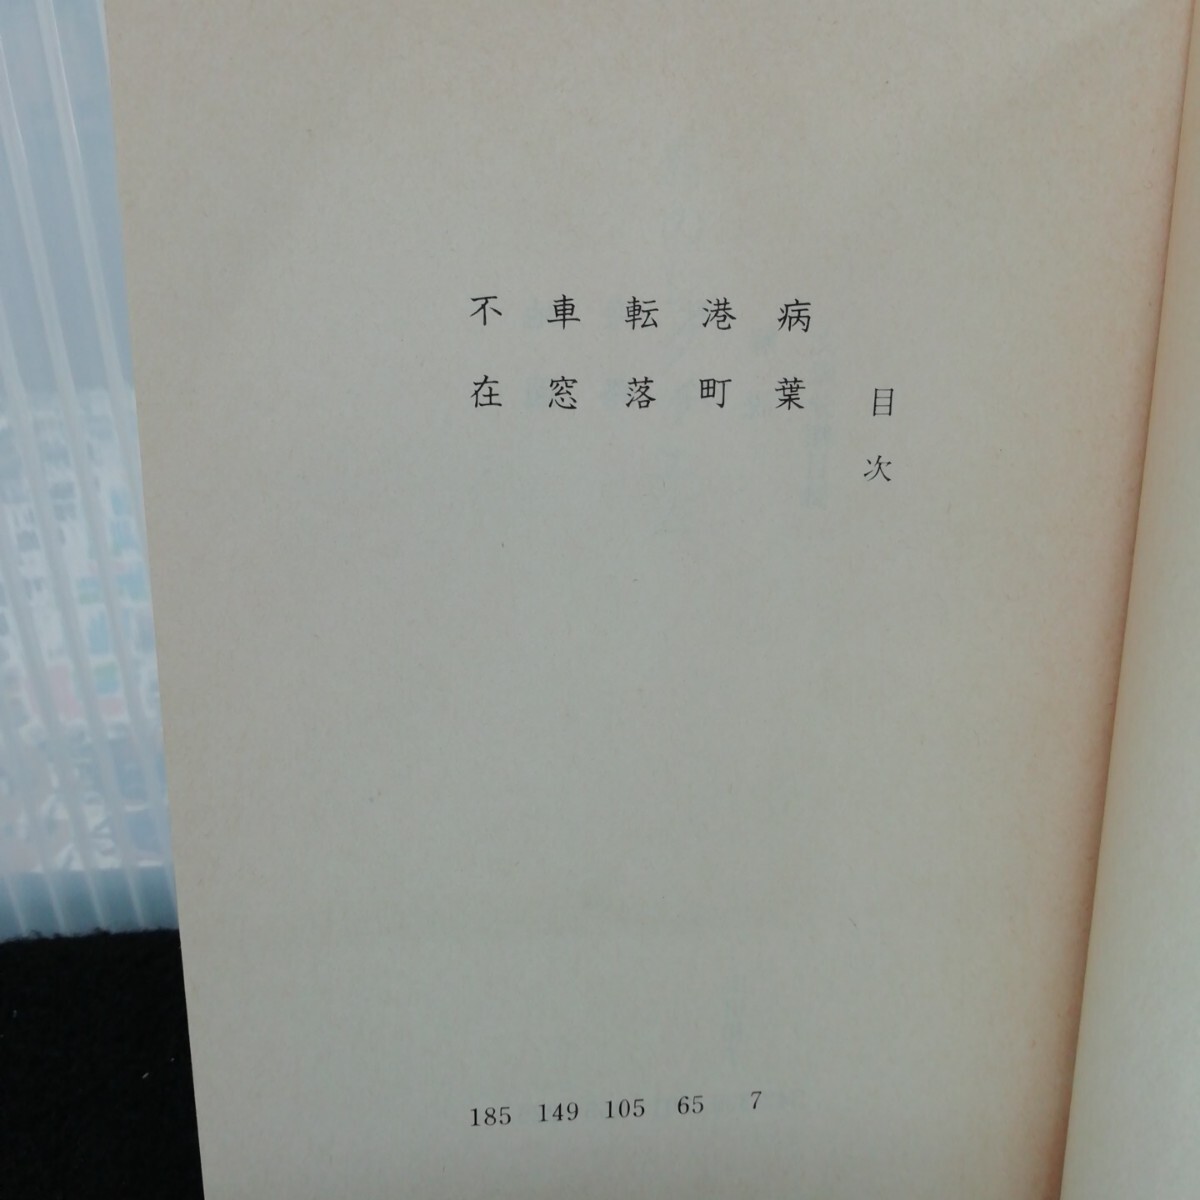 目次
病葉 7
港町 65
転落 105
車窓 149
不在 185